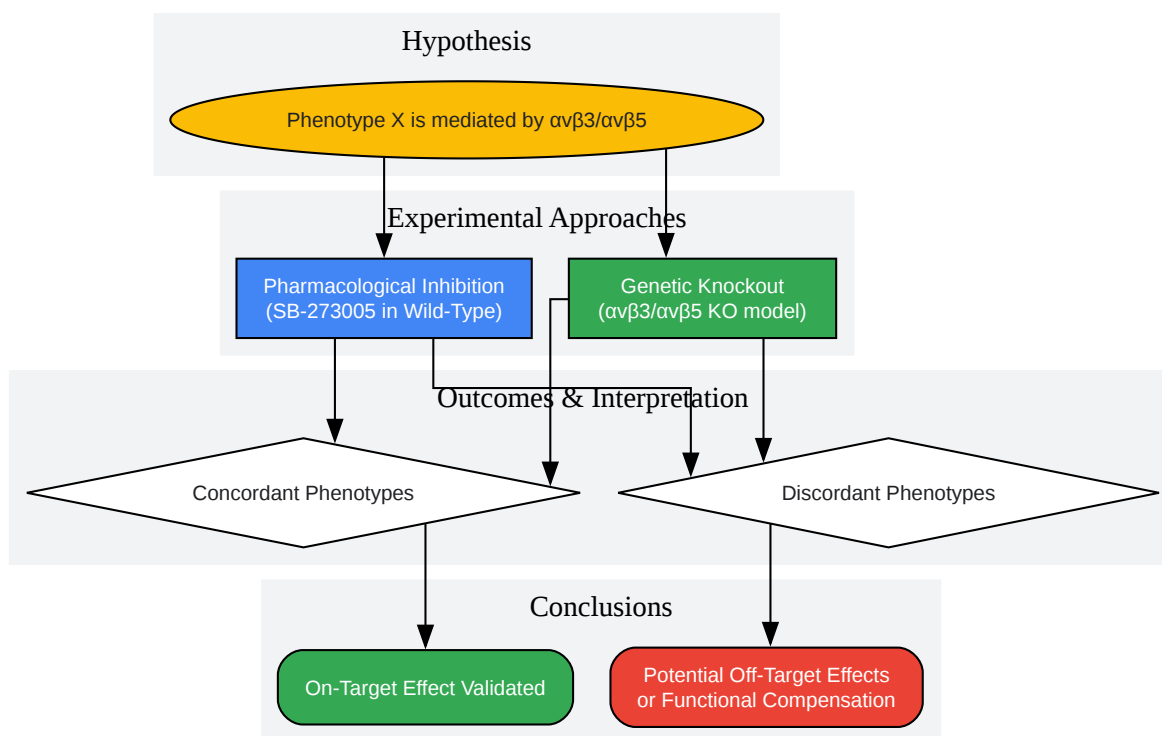 Hypothesis
Phenotype X is mediated by αvβ3/αvβ5
Experimental Approaches
Pharmacological Inhibition
(SB-273005 in Wild-Type)
Genetic Knockout
(αvβ3/αvβ5 KO model)
Outcomes & Interpretation
Concordant Phenotypes
Discordant Phenotypes
Conclusions
On-Target Effect Validated
Potential Off-Target Effects
or Functional Compensation